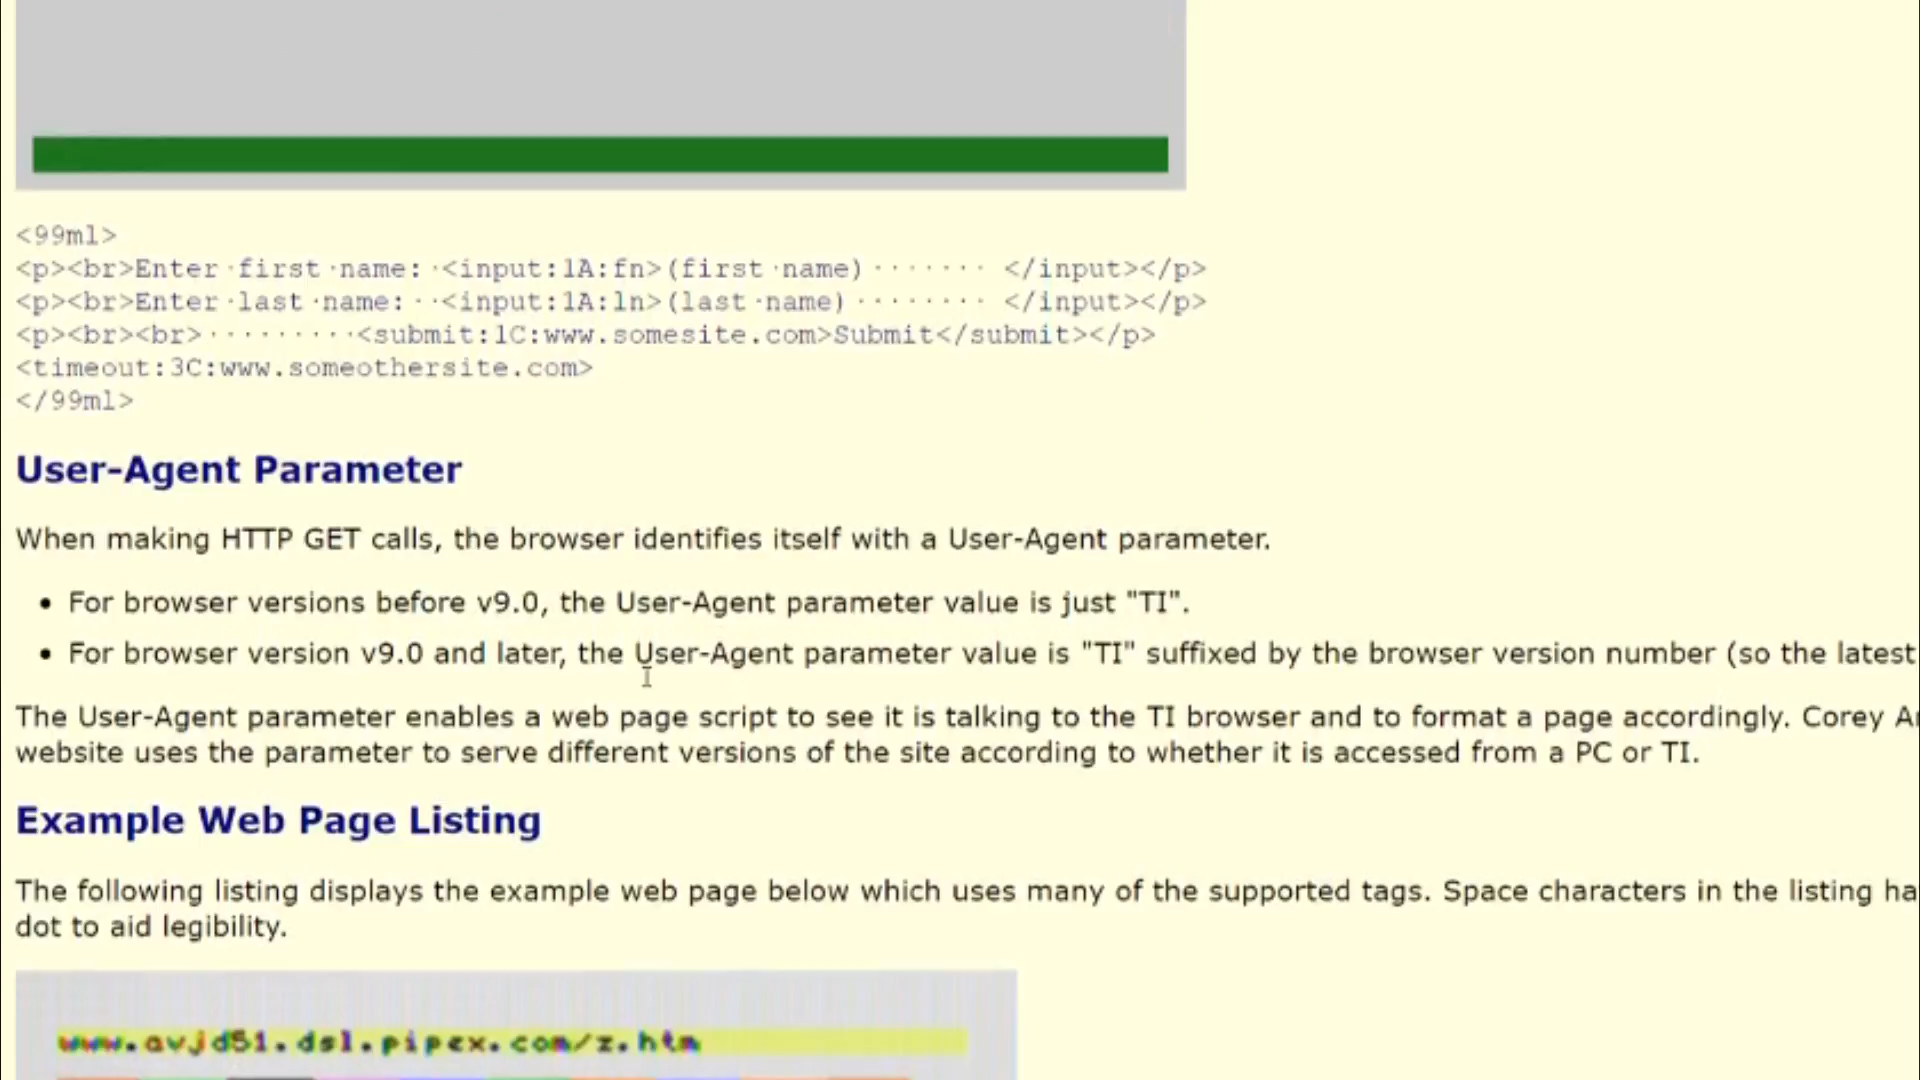 <99ml>
<p><br>Enter·first·name:·<input:1A:fn>(first·name)·······</input></p>
<p><br>Enter·last·name:··<input:1A:ln>(last·name)········</input></p>
<p><br><br>·········<submit:1C:www.somesite.com>Submit</submit></p>
<timeout:3C:www.someothersite.com>
</99ml>
User-Agent Parameter
When making HTTP GET calls, the browser identifies itself with a User-Agent parameter.
• For browser versions before v9.0, the User-Agent parameter value is just "TI".
• For browser version v9.0 and later, the User-Agent parameter value is "TI" suffixed by the browser version number (so the latest
The User-Agent parameter enables a web page script to see it is talking to the TI browser and to format a page accordingly. Corey
website uses the parameter to serve different versions of the site according to whether it is accessed from a PC or TI.
Example Web Page Listing
The following listing displays the example web page below which uses many of the supported tags. Space characters in the listing ha
dot to aid legibility.
www.avjd51.dsl.pipex.com/z.htm